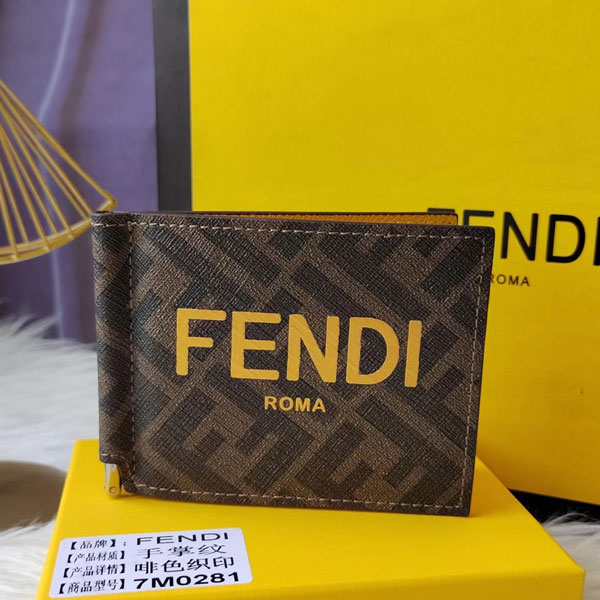 FENDI
ROMA
FENDI
ROMA
【品牌】:FENDI
【产品材质】手掌纹
【产品详情】啡色织印
【商品型号】7M0281